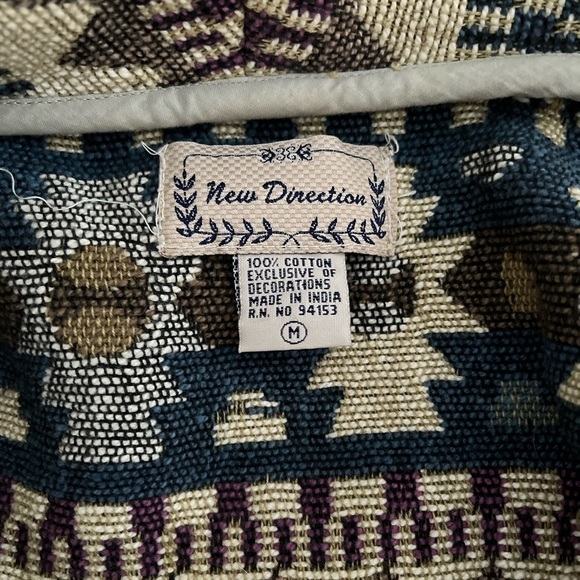 New Direction
100% COTTON
EXCLUSIVE OF
DECORATIONS
MADE IN INDIA
R.N. NO 94153
M